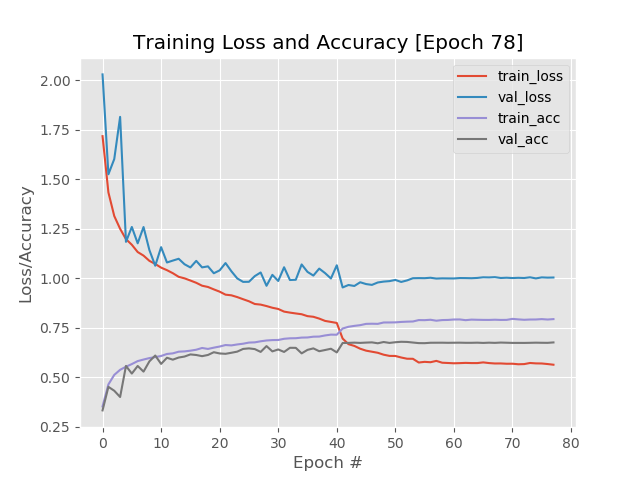 Training Loss and Accuracy [Epoch 78]
train_loss
val_loss
train_acc
val_acc
2.00
1.75
1.50
1.25
1.00
0.75
0.50
0.25
Loss/Accuracy
0 10 20 30 40 50 60 70 80
Epoch #